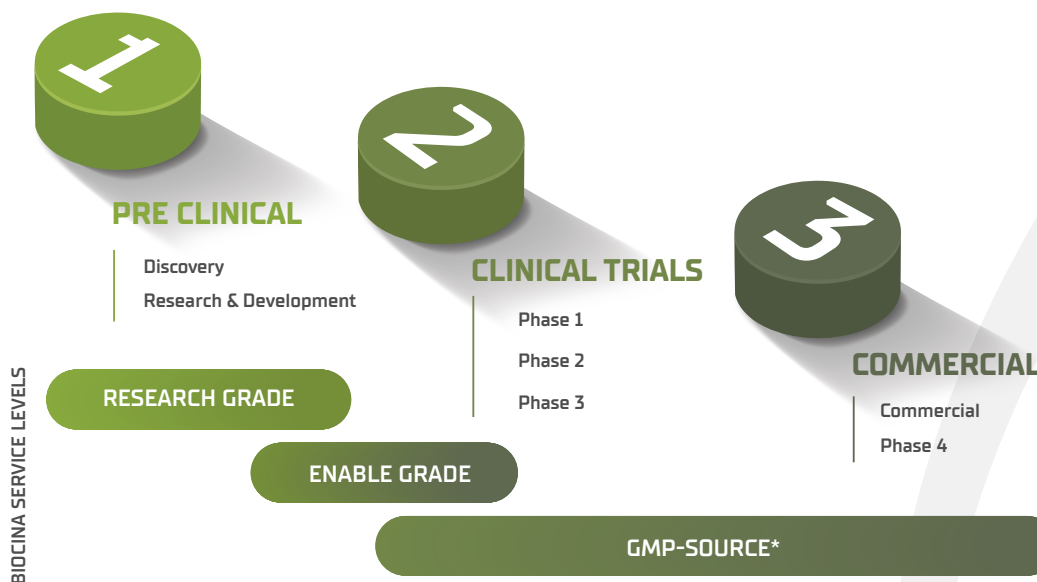 1
PRE CLINICAL
Discovery
Research & Development
2
CLINICAL TRIALS
Phase 1
Phase 2
Phase 3
3
COMMERCIAL
Commercial
Phase 4
BIOCINA SERVICE LEVELS
RESEARCH GRADE
ENABLE GRADE
GMP-SOURCE*